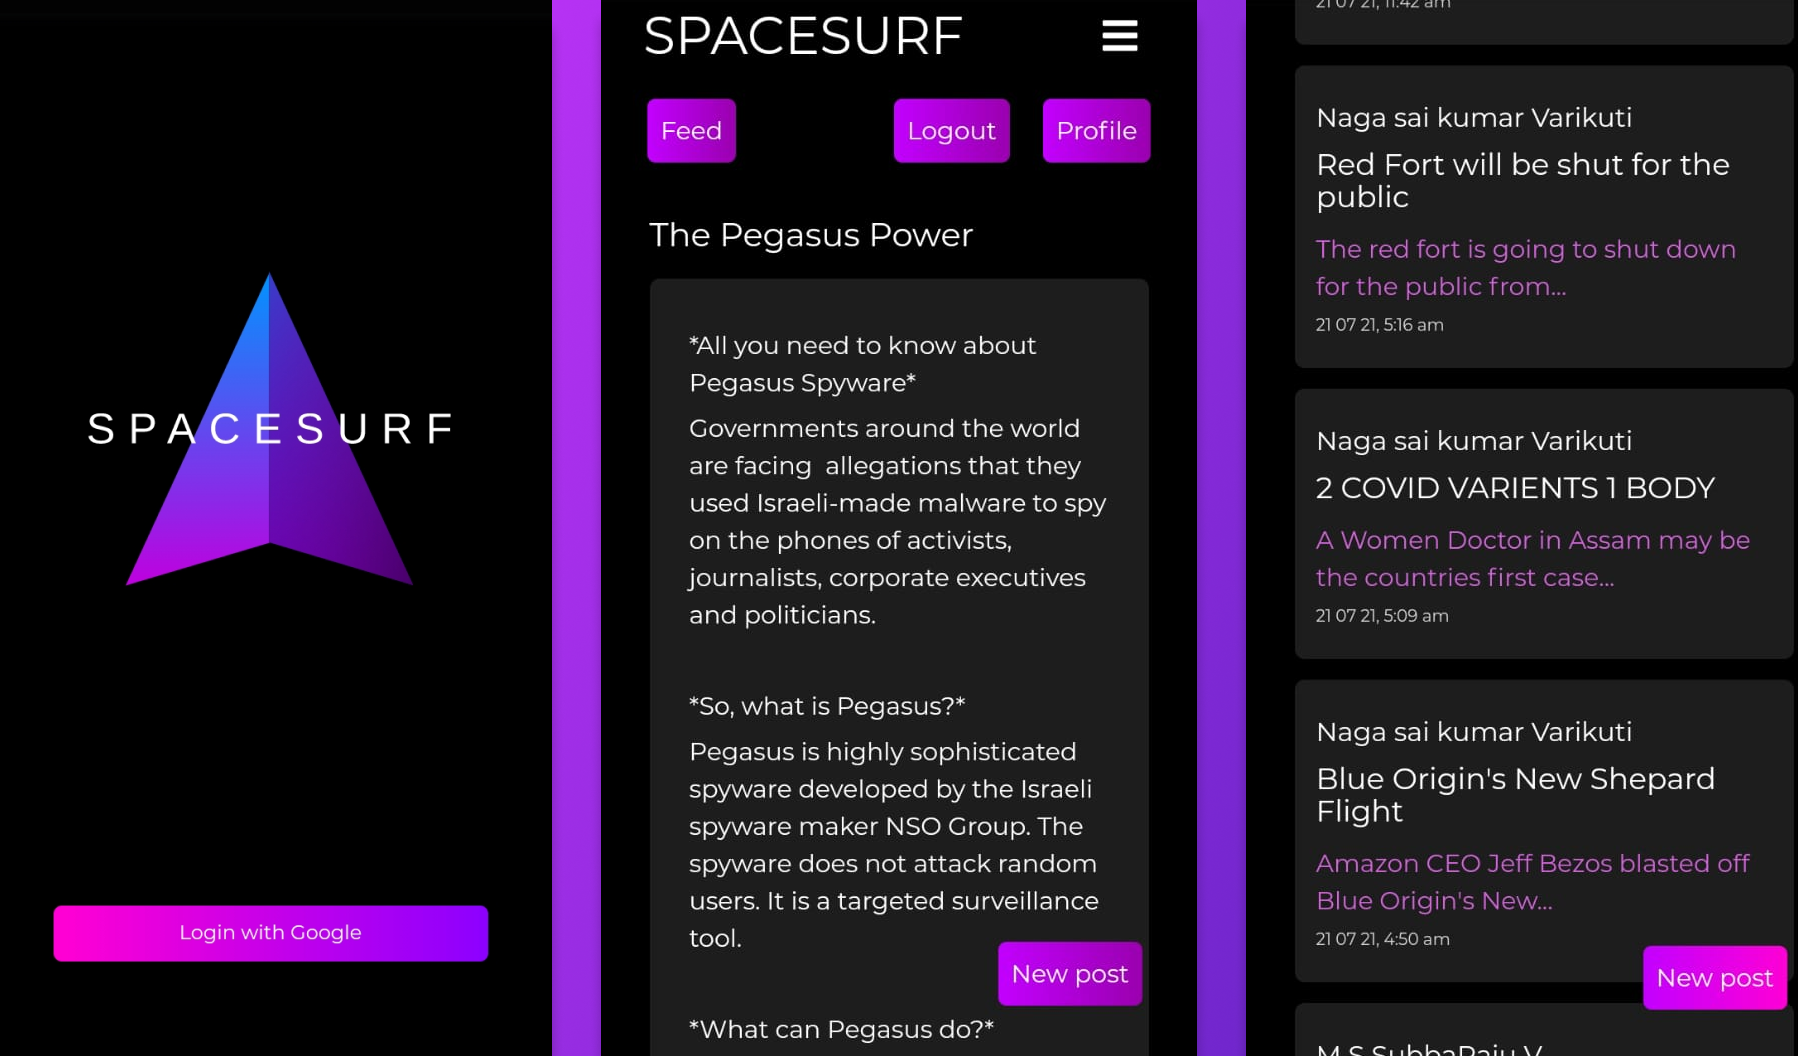 SPACESURF
Login with Google
SPACESURF
Feed
Logout
Profile
The Pegasus Power
*All you need to know about
Pegasus Spyware*
Governments around the world
are facing  allegations that they
used Israeli-made malware to spy
on the phones of activists,
journalists, corporate executives
and politicians.
*So, what is Pegasus?*
Pegasus is highly sophisticated
spyware developed by the Israeli
spyware maker NSO Group. The
spyware does not attack random
users. It is a targeted surveillance
tool.
New post
*What can Pegasus do?*
21 07 21, 11:42 am
Naga sai kumar Varikuti
Red Fort will be shut for the
public
The red fort is going to shut down
for the public from...
21 07 21, 5:16 am
Naga sai kumar Varikuti
2 COVID VARIENTS 1 BODY
A Women Doctor in Assam may be
the countries first case...
21 07 21, 5:09 am
Naga sai kumar Varikuti
Blue Origin's New Shepard
Flight
Amazon CEO Jeff Bezos blasted off
Blue Origin's New...
21 07 21, 4:50 am
New post
M S SubbaRaju V